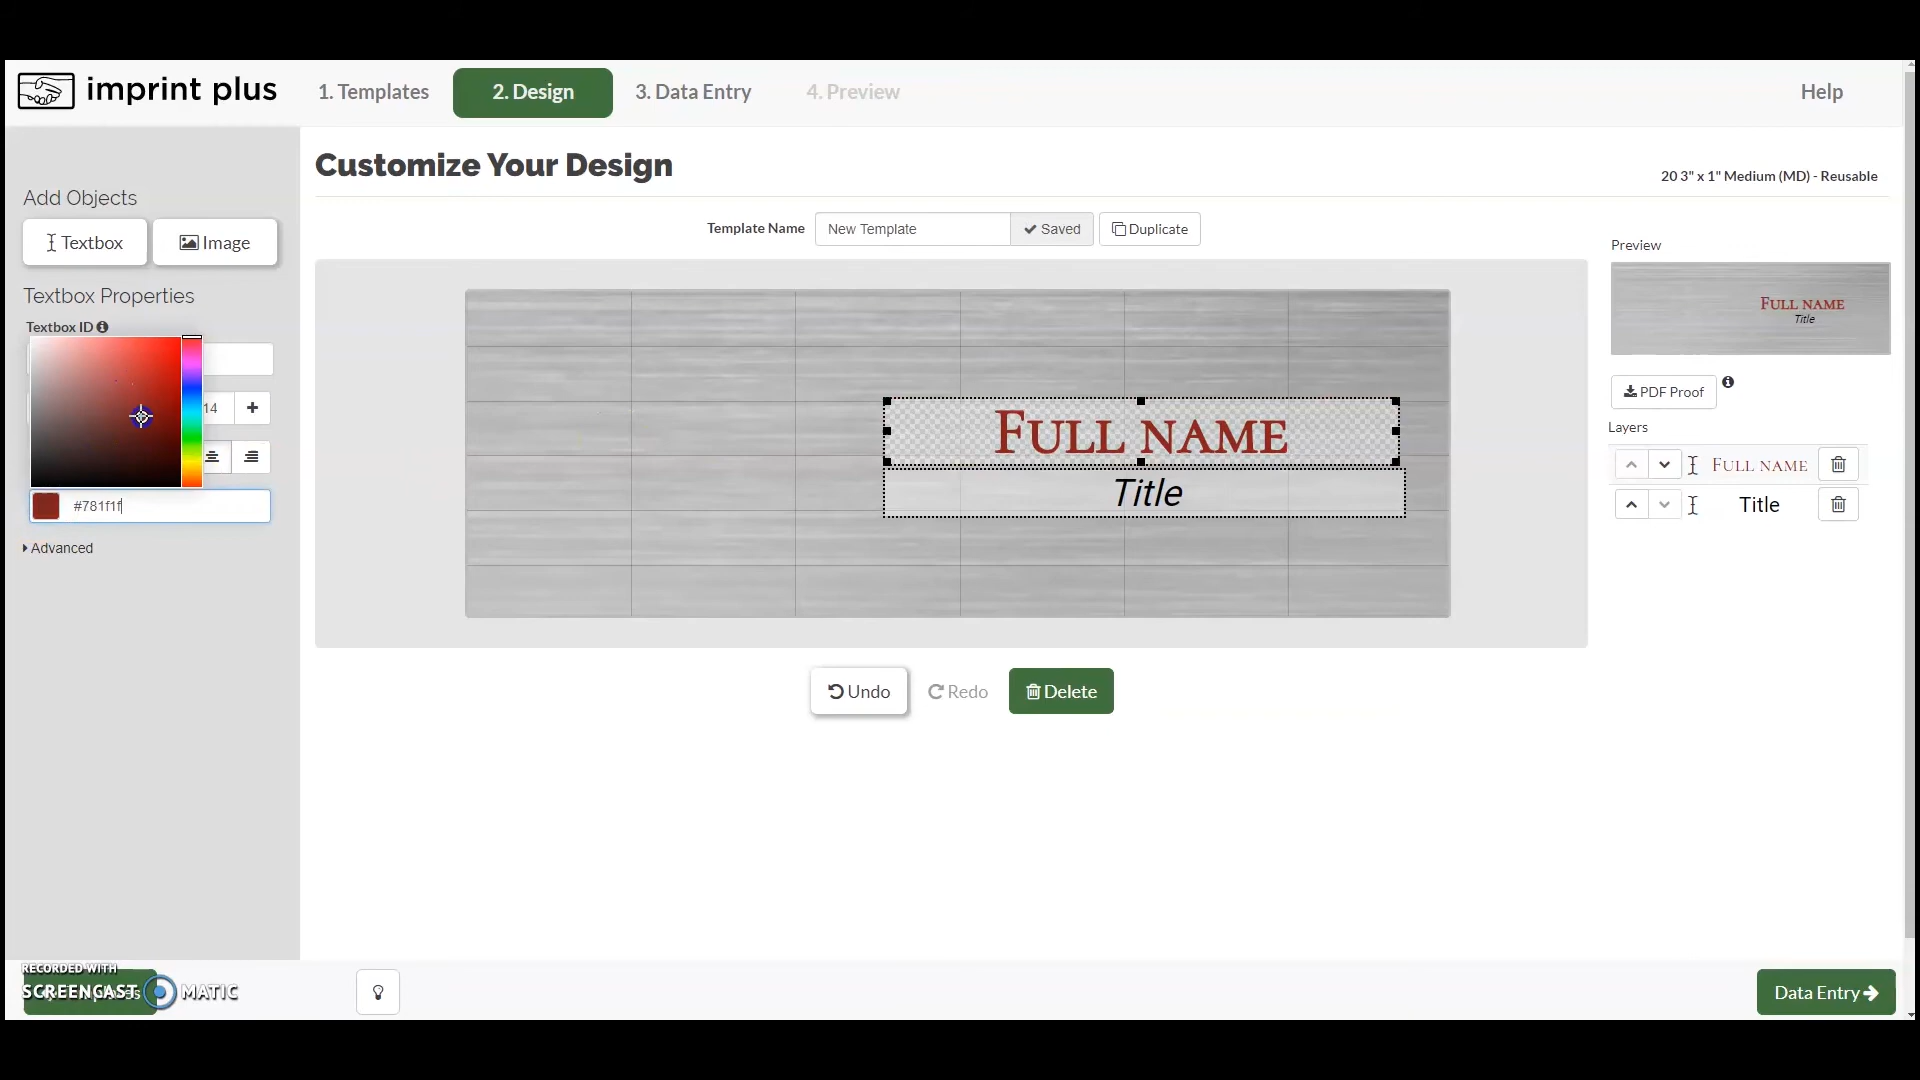 imprint plus
1. Templates
2. Design
3. Data Entry
4. Preview
Help
Customize Your Design
20 3" x 1" Medium (MD) - Reusable
Add Objects
Textbox
Image
Template Name
New Template
Saved
Duplicate
Textbox Properties
Textbox ID
14
#781f1f
Advanced
Full name
Title
Preview
Full name
Title
PDF Proof
Layers
Full name
Title
Undo
Redo
Delete
RECORDED WITH
SCREENCAST MATIC
Data Entry